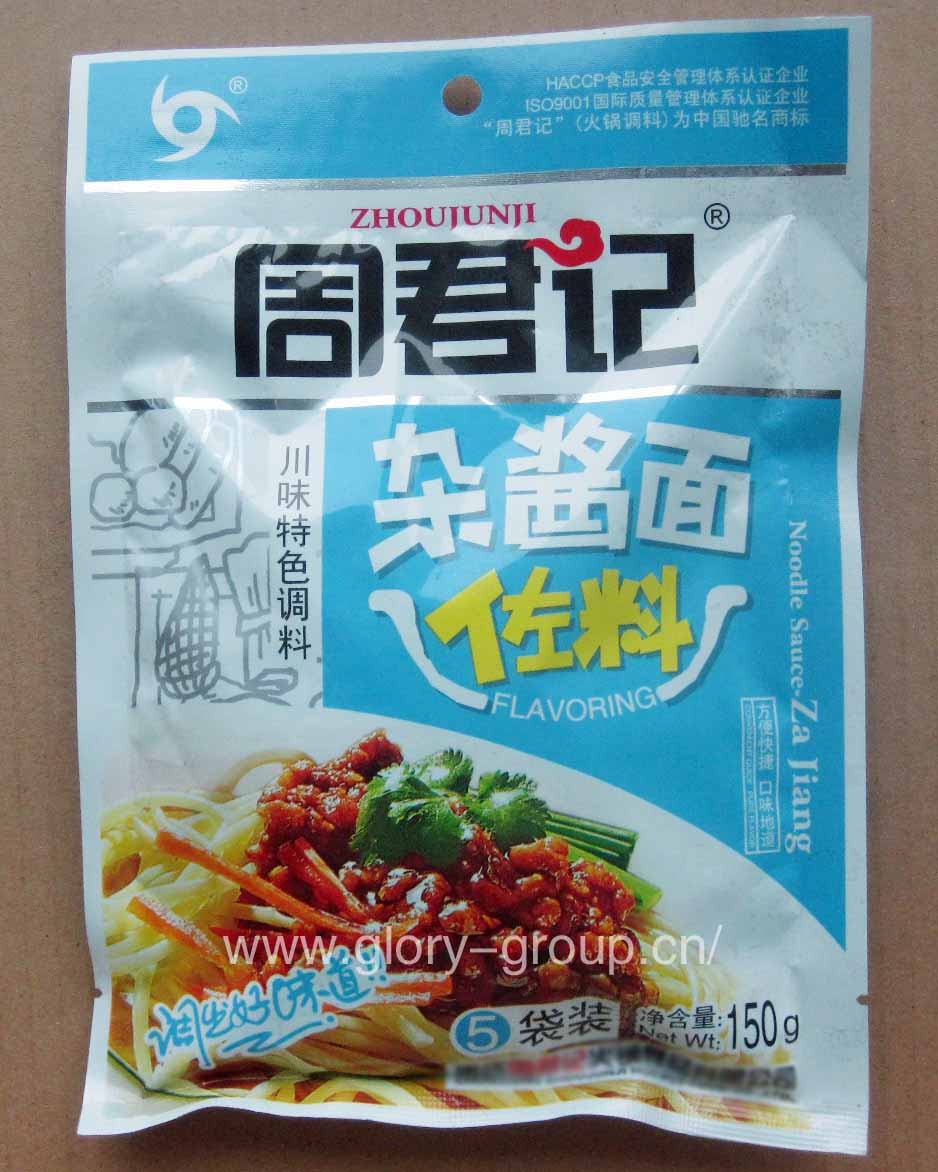 ®
HACCP食品安全管理体系认证企业
ISO9001国际质量管理体系认证企业
“周君记”(火锅调料)为中国驰名商标
ZHOUJUNJI
®
周君记
川味特色调料
杂酱面
佐料
FLAVORING
Noodle Sauce-Za Jiang
方便快捷 口味地道
www.glory-group.cn/
调出好味道!
5袋装
净含量:
Net Wt: 150g